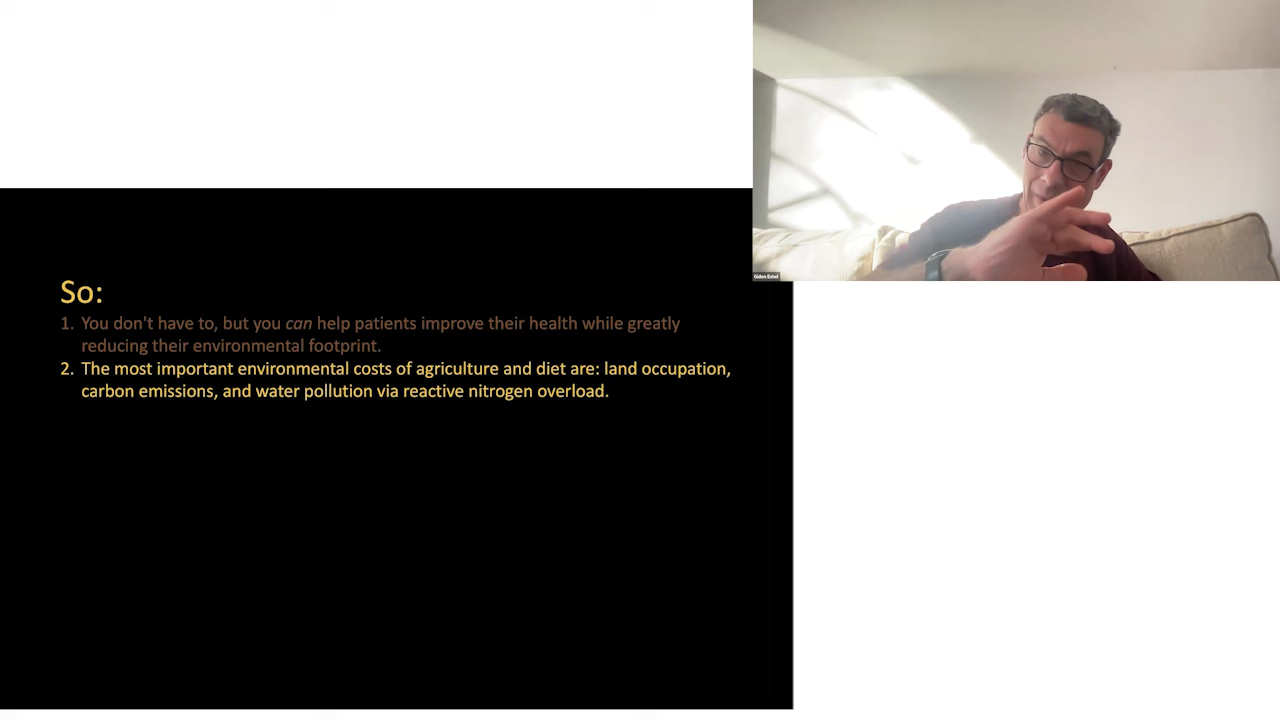 Gidon Eshel
So:
1. You don't have to, but you can help patients improve their health while greatly
reducing their environmental footprint.
2. The most important environmental costs of agriculture and diet are: land occupation,
carbon emissions, and water pollution via reactive nitrogen overload.